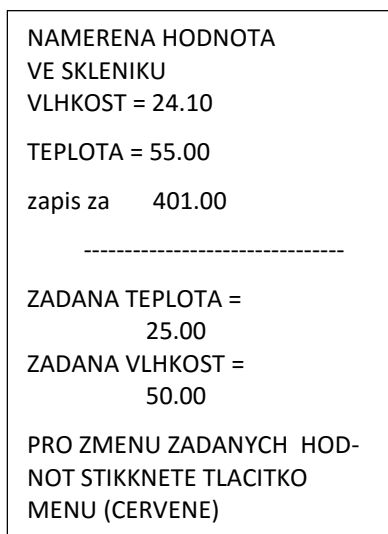 NAMERENA HODNOTA
VE SKLENIKU
VLHKOST = 24.10
TEPLOTA = 55.00
zapis za 401.00
--------------------------------
ZADANA TEPLOTA =
25.00
ZADANA VLHKOST =
50.00
PRO ZMENU ZADANYCH HOD-
NOT STIKKNETE TLACITKO
MENU (CERVENE)